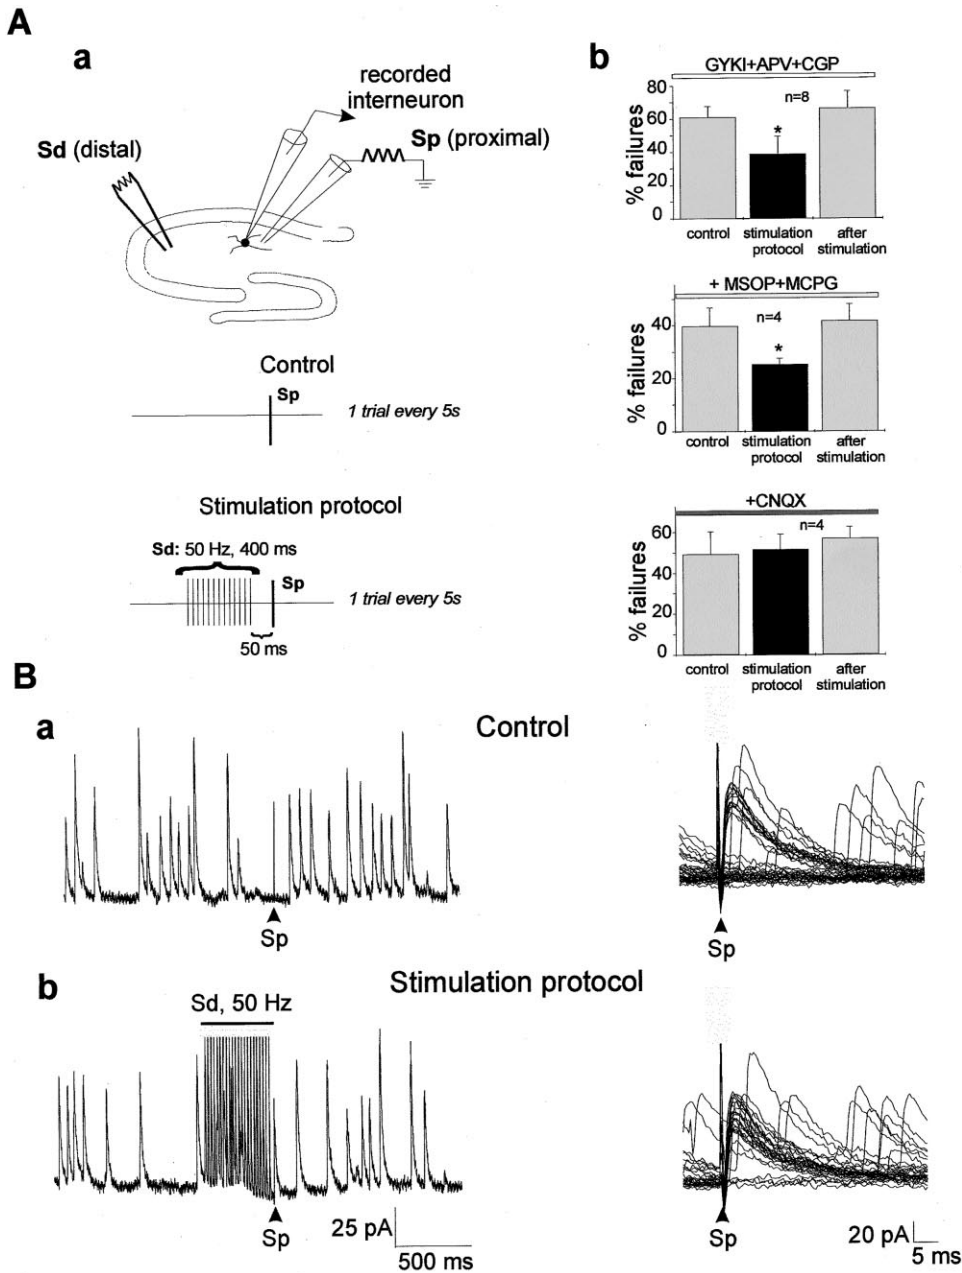 A
a
recorded
interneuron
Sd (distal)
Sp (proximal)
Control
Sp
1 trial every 5s
Stimulation protocol
Sd: 50 Hz, 400 ms
Sp
1 trial every 5s
50 ms
b
GYKI+APV+CGP
80
60
40
20
0
% failures
n=8
*
control
stimulation
protocol
after
stimulation
+ MSOP+MCPG
40
20
0
% failures
n=4
*
control
stimulation
protocol
after
stimulation
+CNQX
60
40
20
0
% failures
n=4
control
stimulation
protocol
after
stimulation
B
a
Control
Sp
Sp
b
Stimulation protocol
Sd, 50 Hz
Sp
25 pA
500 ms
Sp
20 pA
5 ms